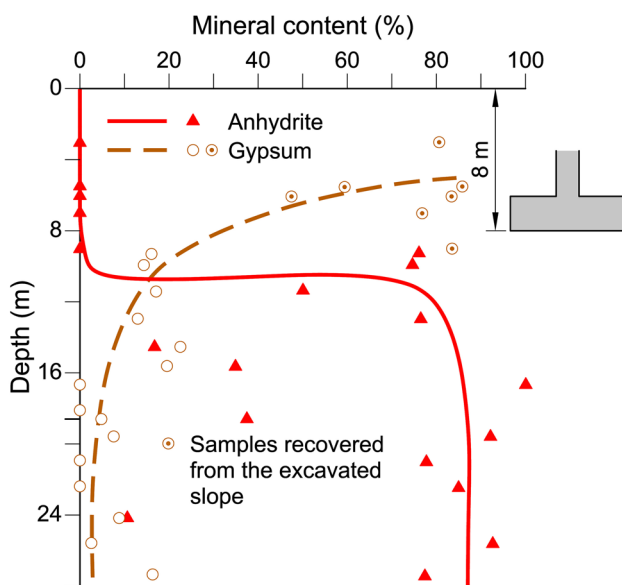 Mineral content (%)
0 20 40 60 80 100
0
Anhydrite
Gypsum
8 m
8
Depth (m)
16
Samples recovered
from the excavated
slope
24